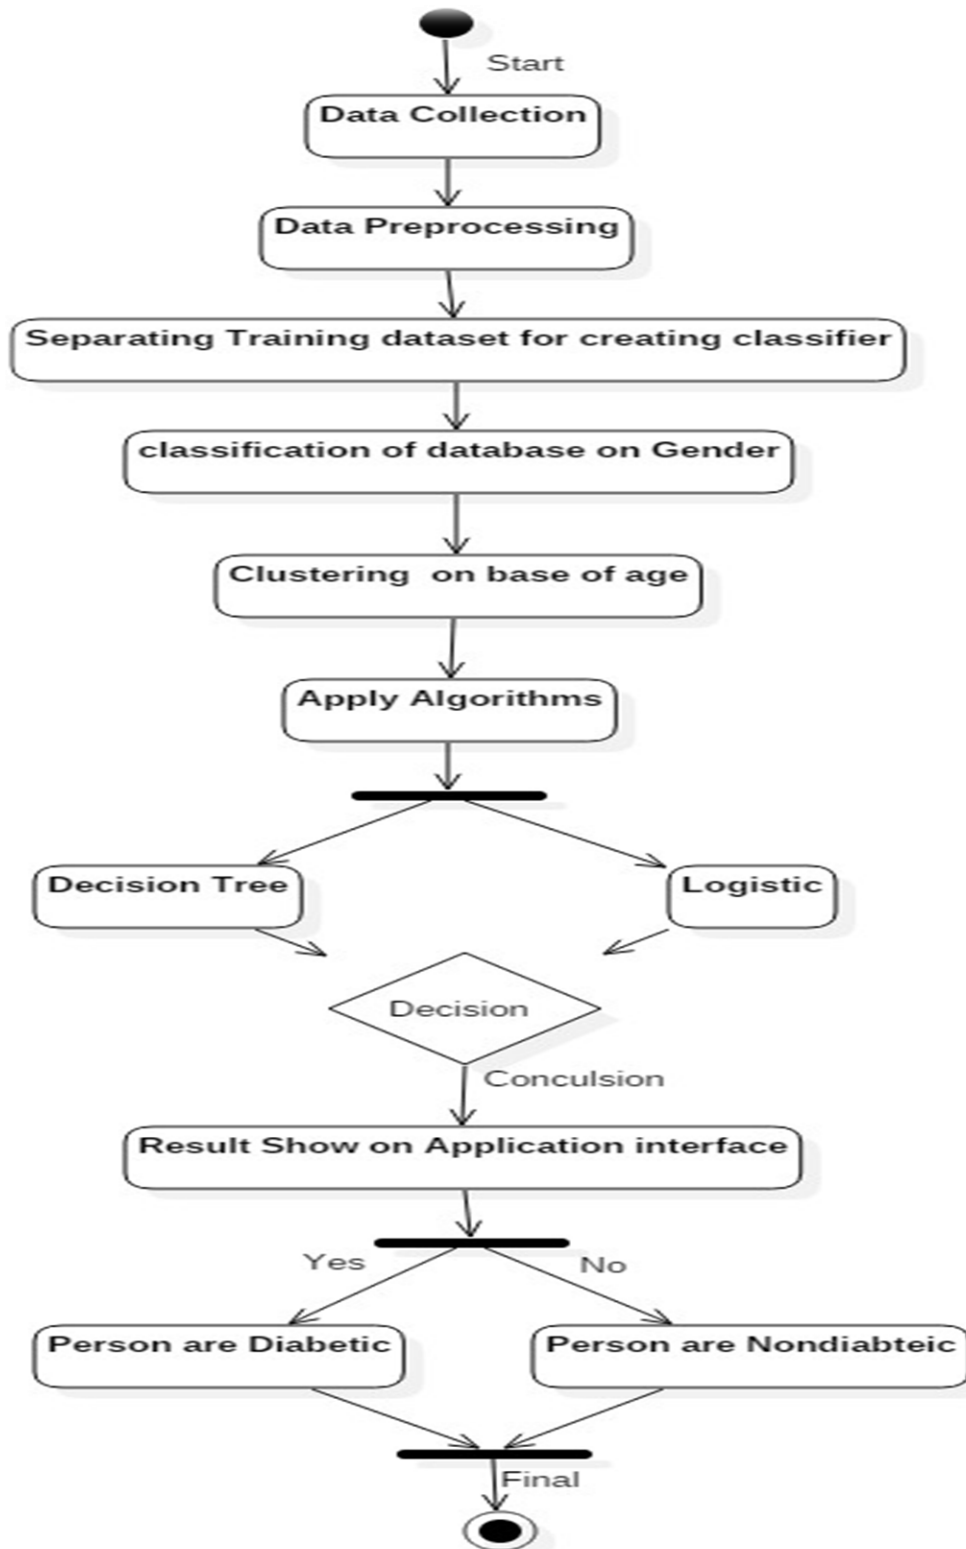 Start
Data Collection
Data Preprocessing
Separating Training dataset for creating classifier
classification of database on Gender
Clustering  on base of age
Apply Algorithms
Decision Tree
Logistic
Decision
Conculsion
Result Show on Application interface
Yes
No
Person are Diabetic
Person are Nondiabteic
Final